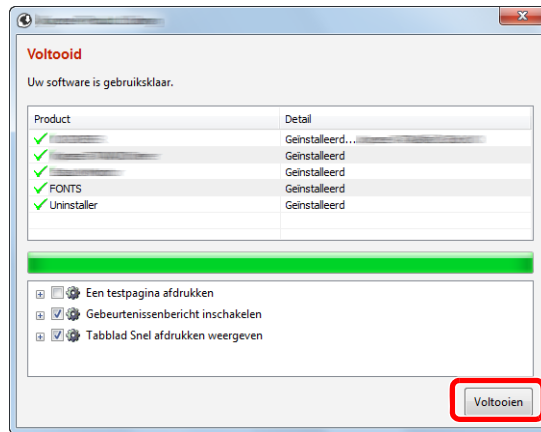 Voltooid
Uw software is gebruiksklaar.
Product Detail
Geïnstalleerd...
Geïnstalleerd
Geïnstalleerd
FONTS Geïnstalleerd
Uninstaller Geïnstalleerd
Een testpagina afdrukken
Gebeurtenissenbericht inschakelen
Tabblad Snel afdrukken weergeven
Voltooien